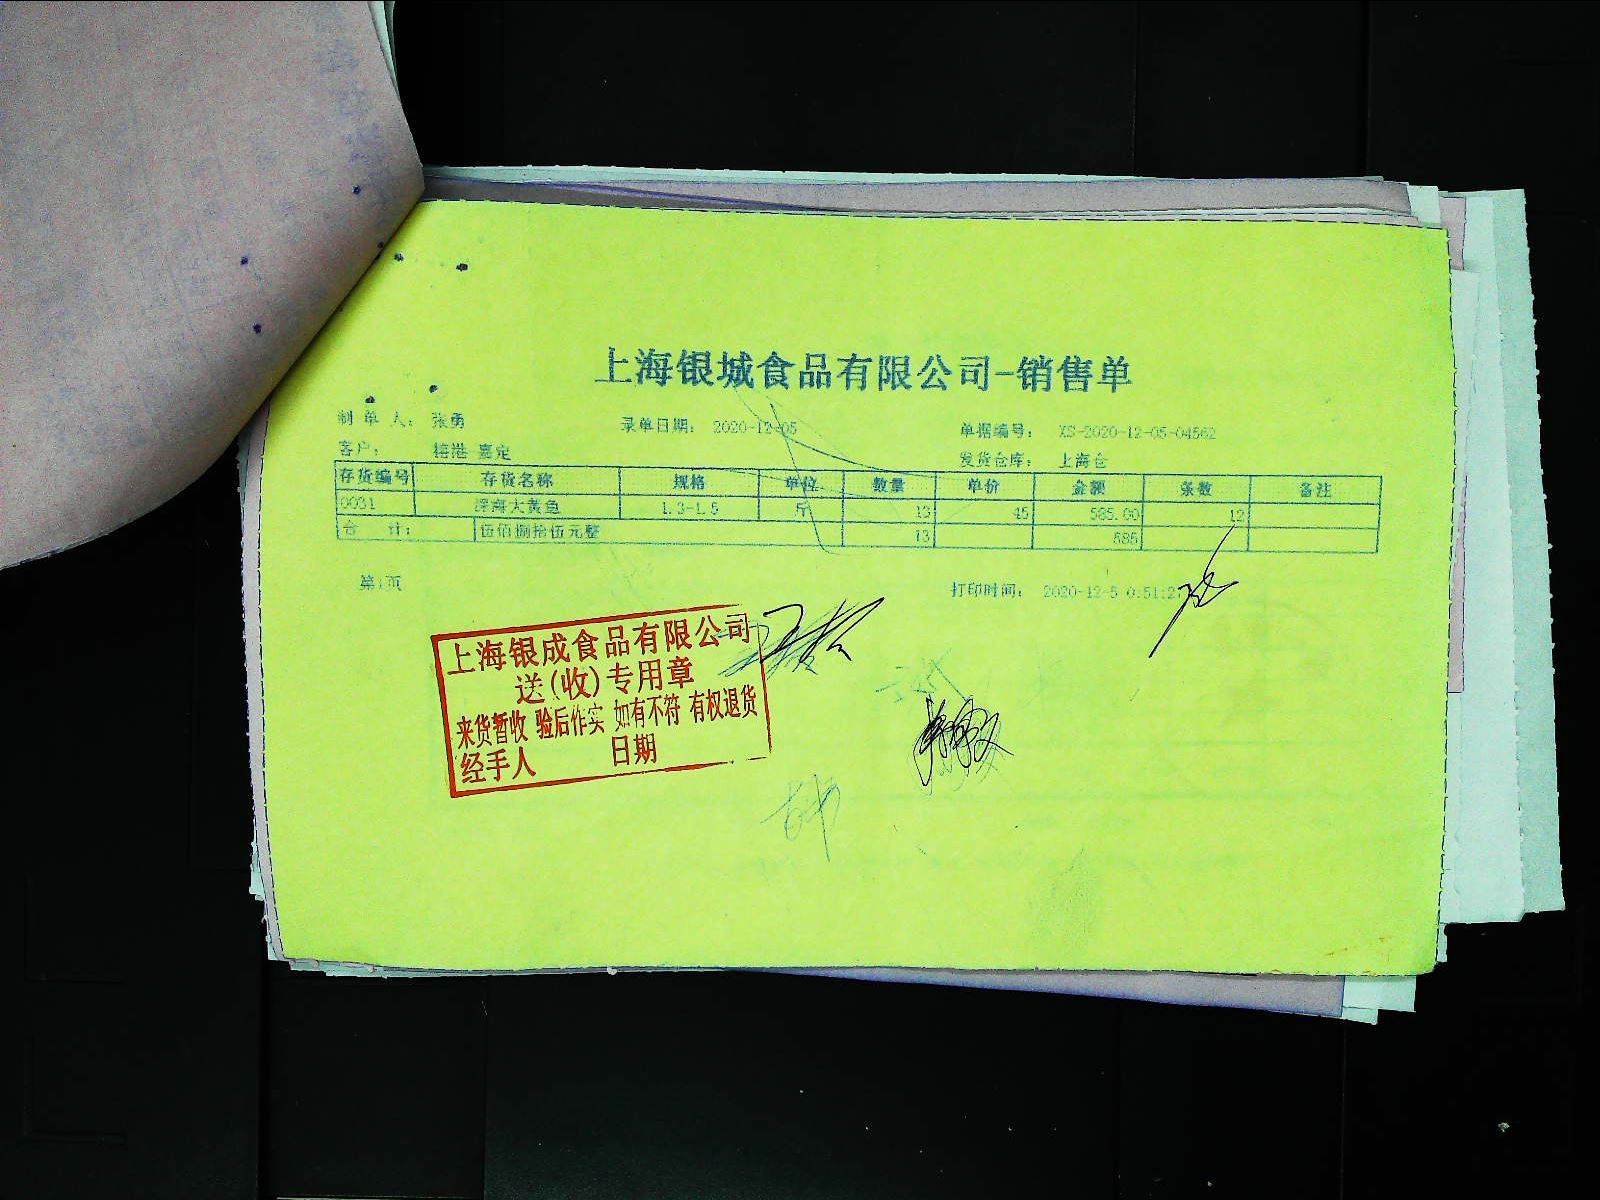 上海银城食品有限公司-销售单
制 单 人: 张勇 录单日期: 2020-12-05 单据编号: XS-2020-12-05-04562
客户: 禧港 嘉定 发货仓库: 上海仓
存货编号 存货名称 规格 单位 数量 单价 金额 条数 备注
0031 深海大黄鱼 1.3-1.5 斤 13 45 585.00 12
合 计: 伍佰捌拾伍元整 13 585
第1页 打印时间: 2020-12-5 0:51:27
上海银成食品有限公司
送(收)专用章
来货暂收 验后作实 如有不符 有权退货
经手人 日期